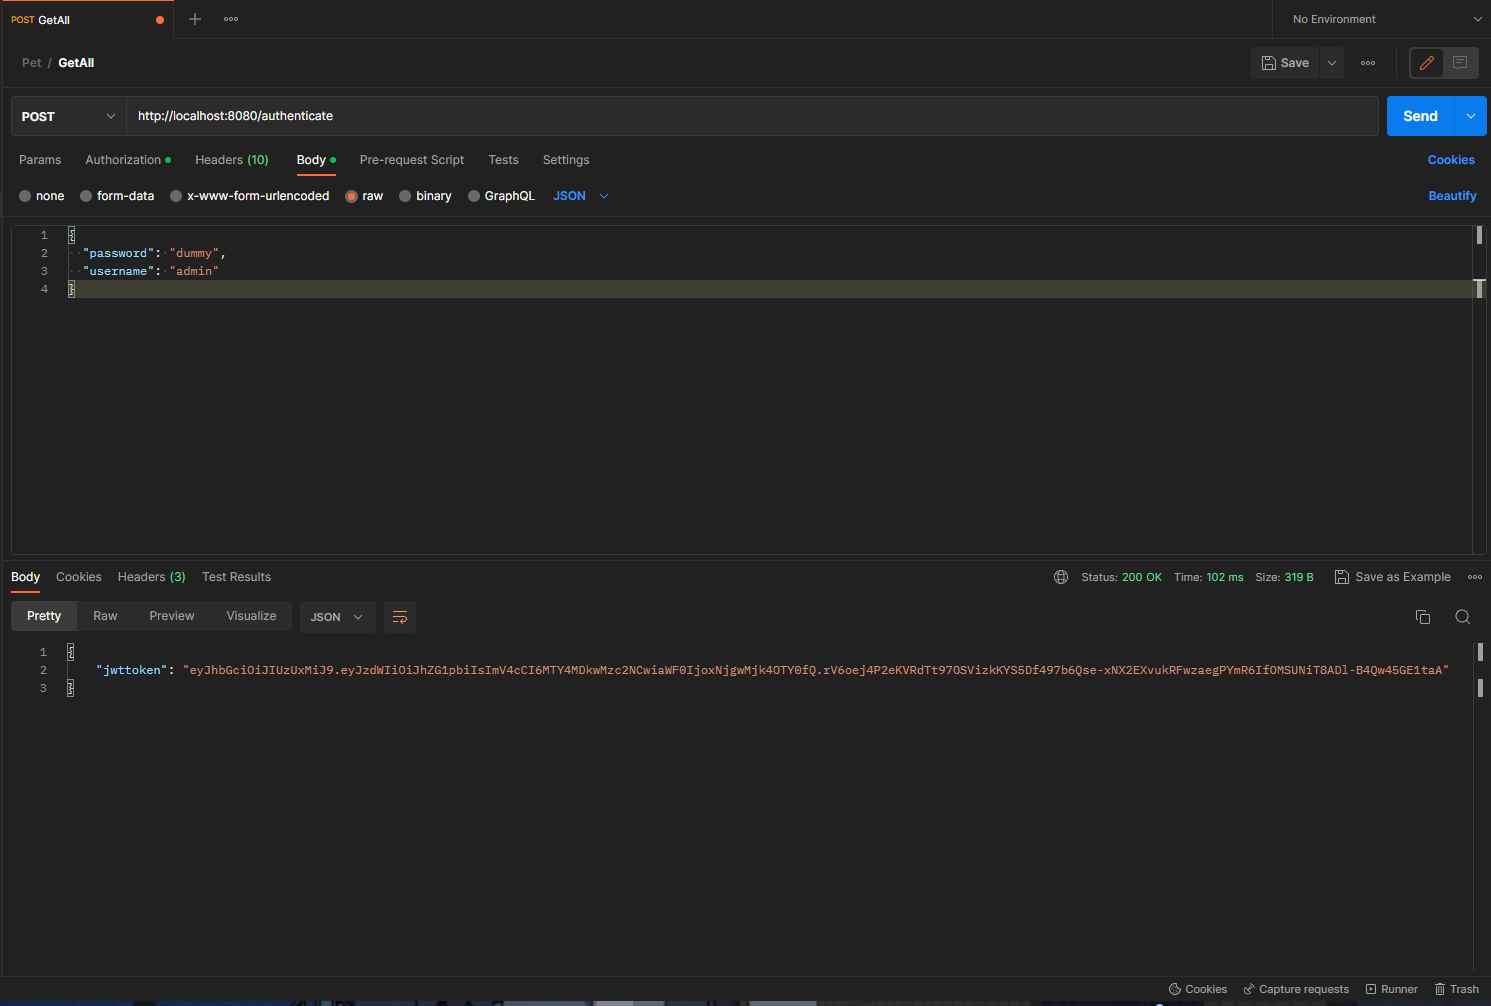 POST GetAll
No Environment
Pet / GetAll
Save
POST http://localhost:8080/authenticate Send
Params Authorization Headers (10) Body Pre-request Script Tests Settings Cookies
none form-data x-www-form-urlencoded raw binary GraphQL JSON Beautify
1 {
2 "password": "dummy",
3 "username": "admin"
4 }
Body Cookies Headers (3) Test Results Status: 200 OK Time: 102 ms Size: 319 B Save as Example
Pretty Raw Preview Visualize JSON
1 {
2 "jwttoken": "eyJhbGciOiJIUzUxMiJ9.eyJzdWIiOiJhZG1pbiIsImV4cCI6MTY4MDkwMzc2NCwiaWF0IjoxNjgwMjk4OTY0fQ.rV6oej4P2eKVRdTt97OSVizkKYS5Df497b6Qse-xNX2EXvukRFwzaegPYmR6IfOMSUNiT8ADl-B4Qw45GE1taA"
3 }
Cookies Capture requests Runner Trash